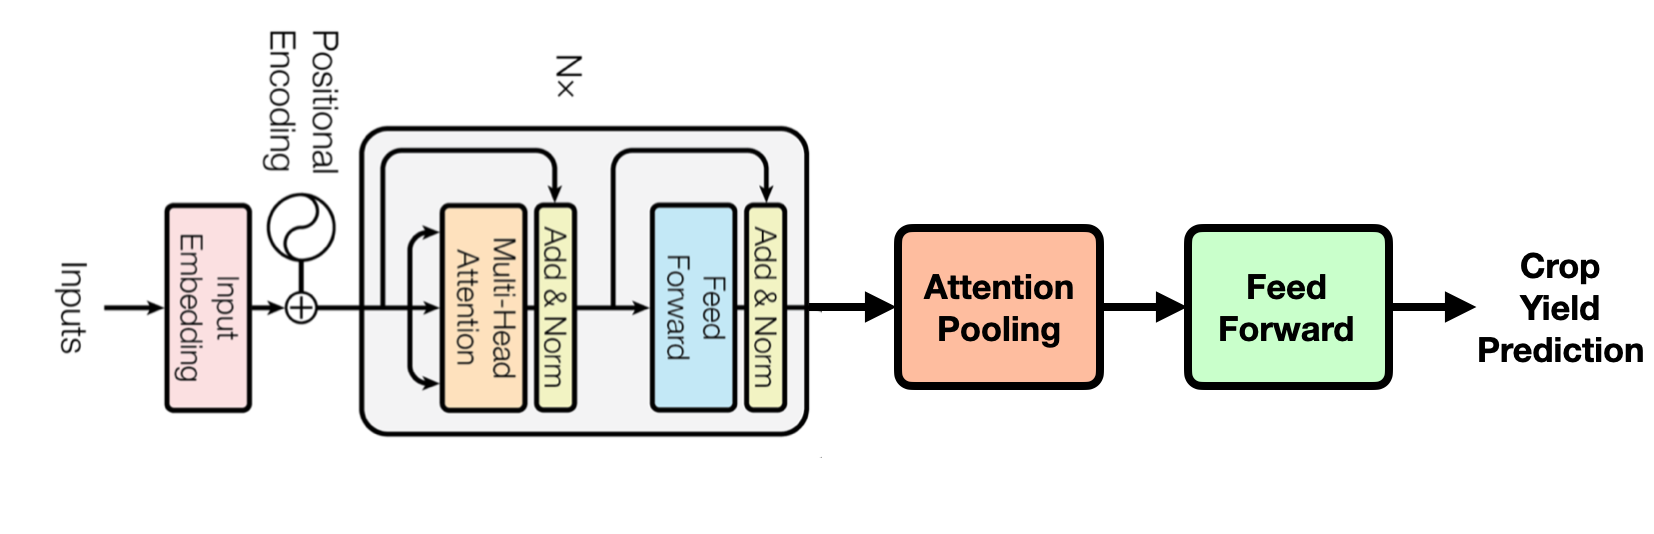 Inputs
Input
Embedding
Positional
Encoding
Nx
Multi-Head
Attention
Add & Norm
Feed
Forward
Add & Norm
Attention
Pooling
Feed
Forward
Crop
Yield
Prediction